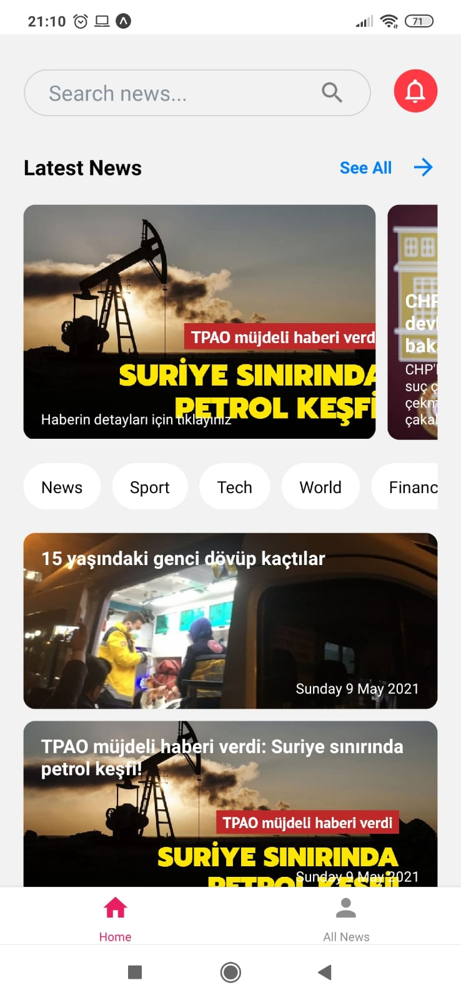 21:10
71
Search news...
Latest News
See All
TPAO müjdeli haberi verd
SURİYE SINIRINDA
PETROL KEŞFİ
Haberin detayları için tıklayınız
CHP
devl
bak
CHP'
suç ç
çekm
çaka
News
Sport
Tech
World
Financ
15 yaşındaki genci dövüp kaçtılar
Sunday 9 May 2021
TPAO müjdeli haberi verdi: Suriye sınırında
petrol keşfi!
TPAO müjdeli haberi verdi
SURİYE SINIRINDA
PETROL KEŞFİ
Sunday 9 May 2021
Home
All News